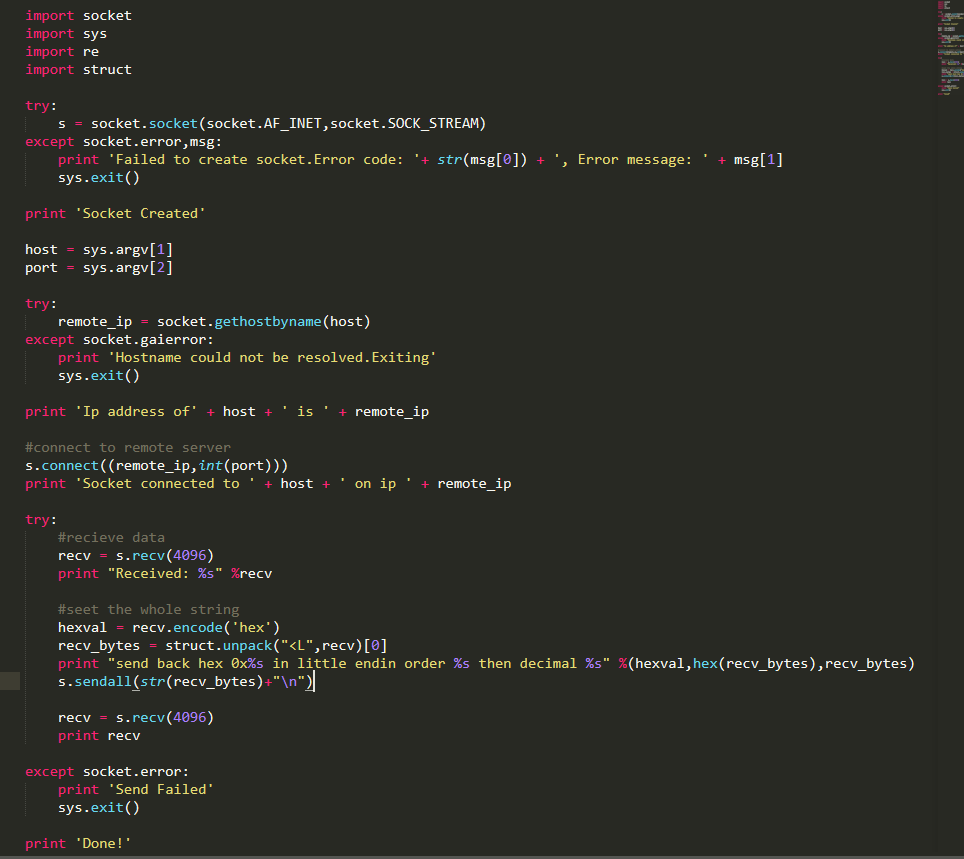 import socket
import sys
import re
import struct
try:
s = socket.socket(socket.AF_INET,socket.SOCK_STREAM)
except socket.error,msg:
print 'Failed to create socket.Error code: '+ str(msg[0]) + ', Error message: ' + msg[1]
sys.exit()
print 'Socket Created'
host = sys.argv[1]
port = sys.argv[2]
try:
remote_ip = socket.gethostbyname(host)
except socket.gaierror:
print 'Hostname could not be resolved.Exiting'
sys.exit()
print 'Ip address of' + host + ' is ' + remote_ip
#connect to remote server
s.connect((remote_ip,int(port)))
print 'Socket connected to ' + host + ' on ip ' + remote_ip
try:
#recieve data
recv = s.recv(4096)
print "Received: %s" %recv
#seet the whole string
hexval = recv.encode('hex')
recv_bytes = struct.unpack("<L",recv)[0]
print "send back hex 0x%s in little endin order %s then decimal %s" %(hexval,hex(recv_bytes),recv_bytes)
s.sendall(str(recv_bytes)+"\n")
recv = s.recv(4096)
print recv
except socket.error:
print 'Send Failed'
sys.exit()
print 'Done!'